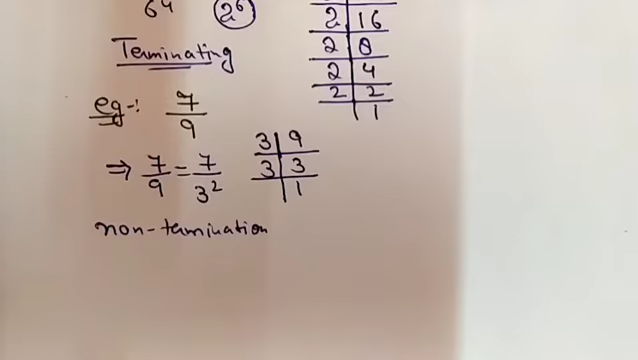 64 2⁶
2 | 16
2 | 8
2 | 4
2 | 2
| 1
Terminating
eg-: 7/9
⇒ 7/9 = 7/3²
3 | 9
3 | 3
| 1
non-termination